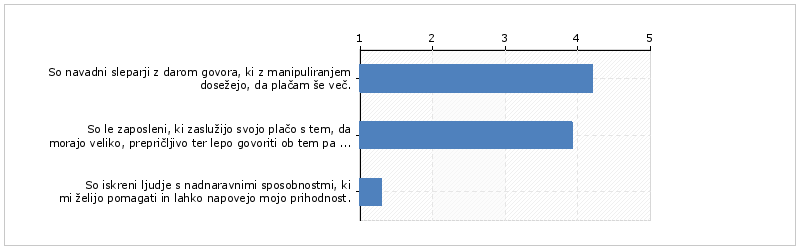 1 2 3 4 5
So navadni sleparji z darom govora, ki z manipuliranjem
dosežejo, da plačam še več.
So le zaposleni, ki zaslužijo svojo plačo s tem, da
morajo veliko, prepričljivo ter lepo govoriti ob tem pa ...
So iskreni ljudje s nadnaravnimi sposobnostmi, ki
mi želijo pomagati in lahko napovejo mojo prihodnost.